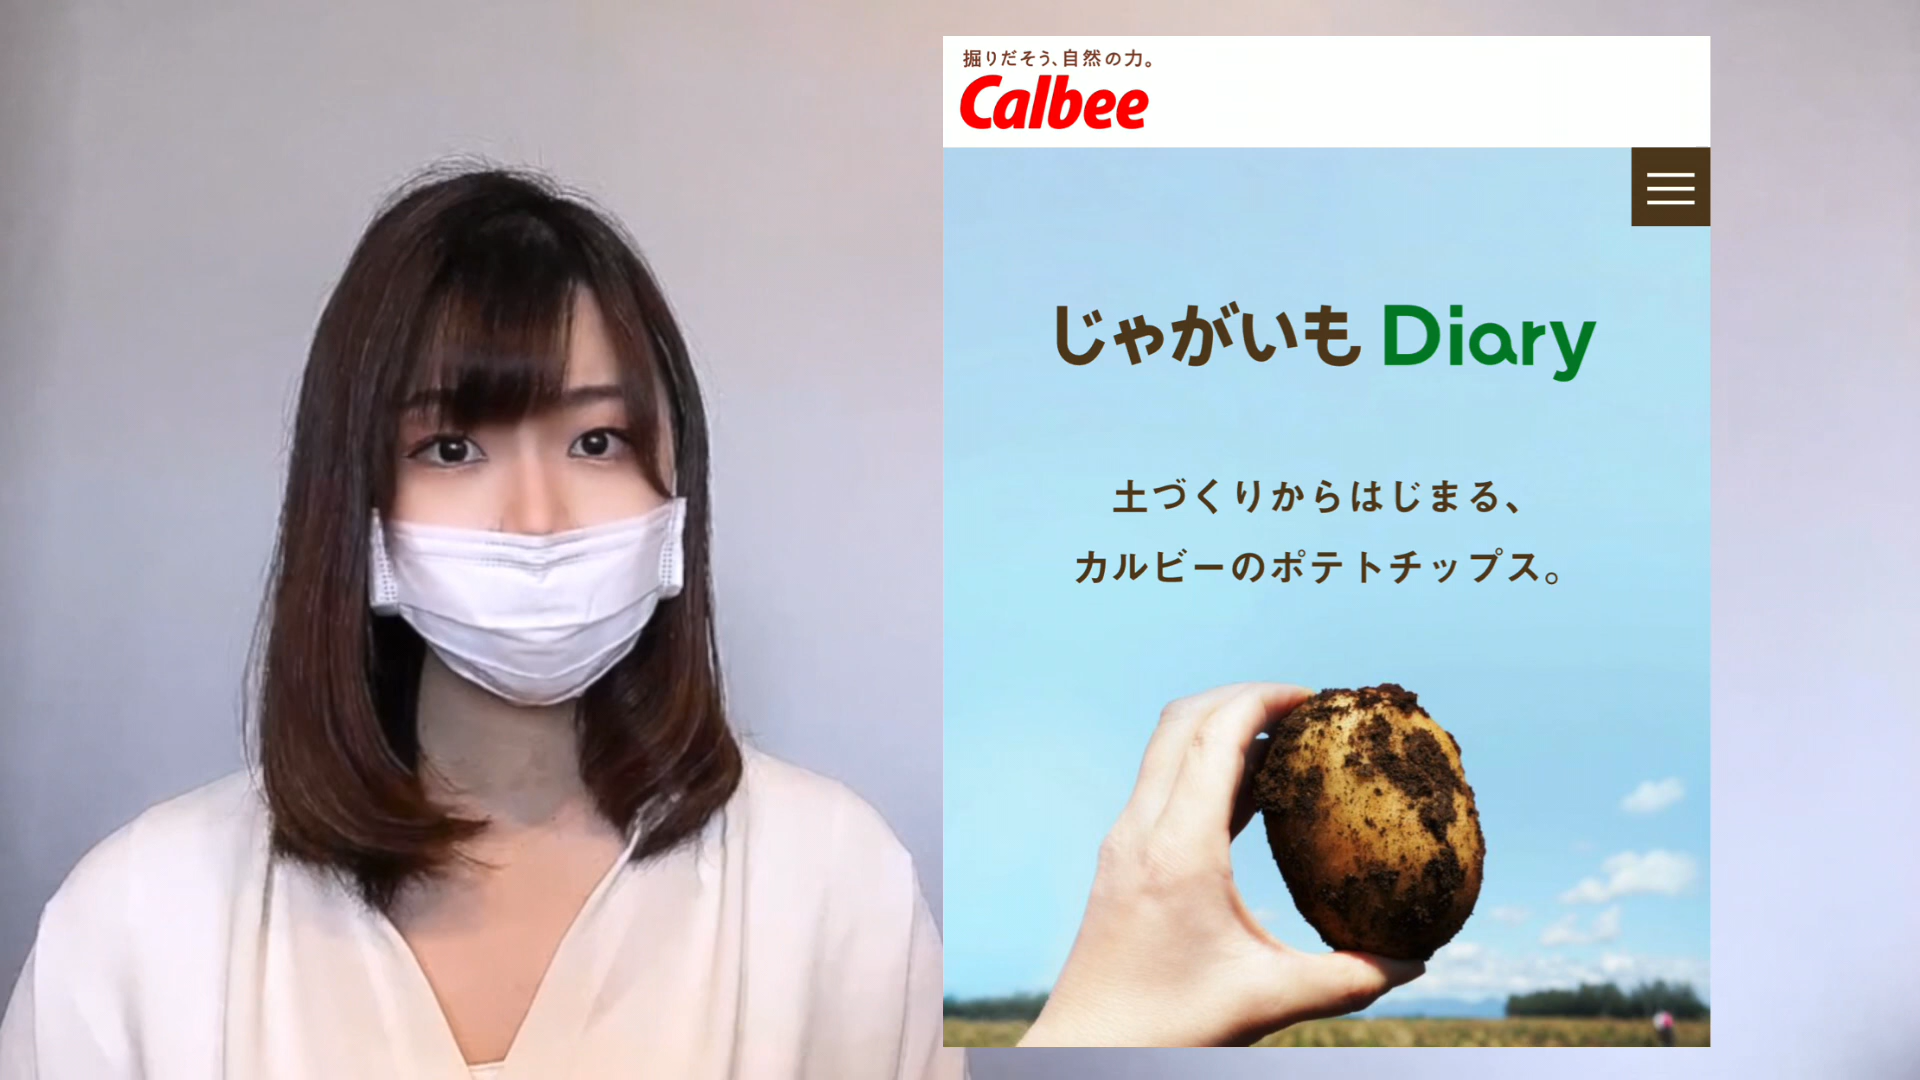 掘りだそう、自然の力。
Calbee
じゃがいも Diary
土づくりからはじまる、
カルビーのポテトチップス。